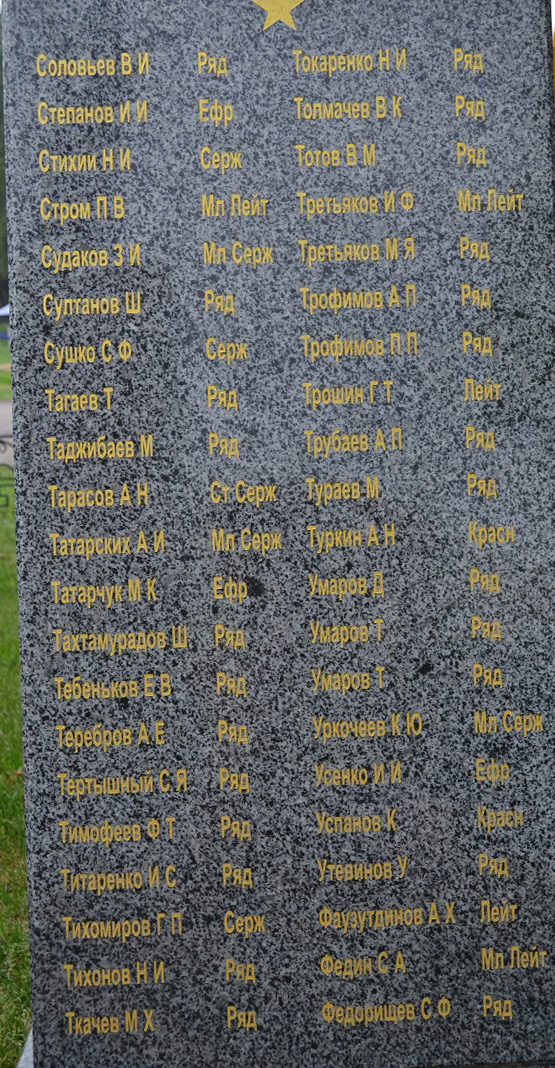 Соловьев В И Ряд
Степанов И И Ефр
Стихии Н И Серж
Стром П В Мл Лейт
Судаков З И Мл Серж
Султанов Ш Ряд
Сушко С Ф Серж
Тагаев Т Ряд
Таджибаев М Ряд
Тарасов А Н Ст Серж
Татарских А И Мл Серж
Татарчук М К Ефр
Тахтамурадов Ш Ряд
Тебеньков Е В Ряд
Теребров А Е Ряд
Тертышный С Я Ряд
Тимофеев Ф Т Ряд
Титаренко И С Ряд
Тихомиров Г П Серж
Тихонов Н И Ряд
Ткачев М Х Ряд
Токаренко Н И Ряд
Толмачев В К Ряд
Тотов В М Ряд
Третьяков И Ф Мл Лейт
Третьяков М Я Ряд
Трофимов А П Ряд
Трофимов П П Ряд
Трошин Г Т Лейт
Трубаев А П Ряд
Тураев М Ряд
Туркин А Н Красн
Умаров Д Ряд
Умаров Т Ряд
Умаров Т Ряд
Уркочеев К Ю Мл Серж
Усенко И И Ефр
Успанов К Красн
Утевинов У Ряд
Фаузутдинов А Х Лейт
Федин С А Мл Лейт
Федорищев С Ф Ряд